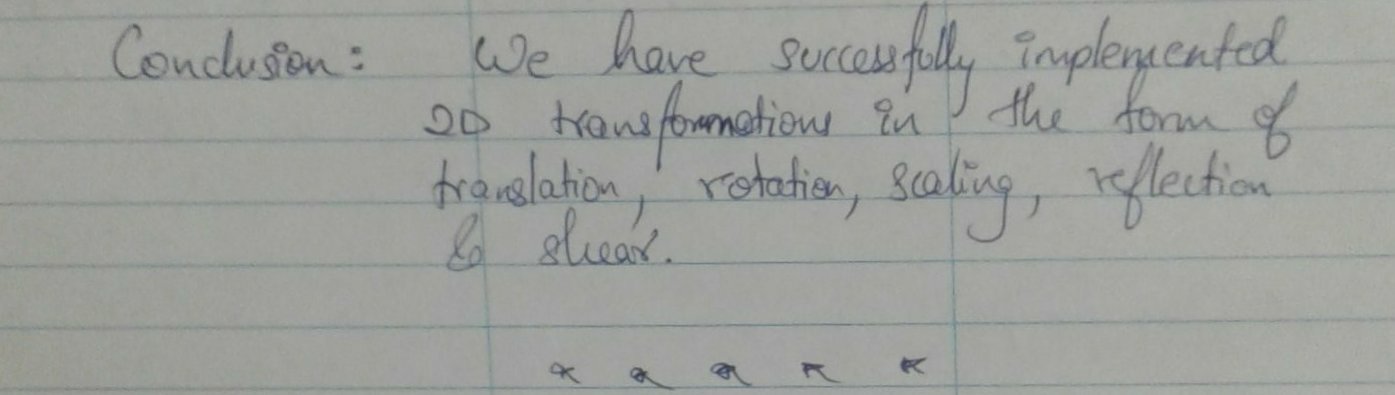 Conclusion: We have successfully implemented
2D transformations in the form of
translation, rotation, scaling, reflection
& shear.
* * * * *